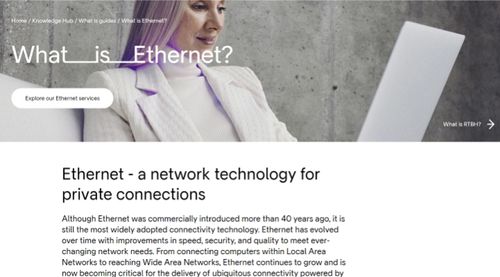 Home / Knowledge Hub / What is guides / What is Ethernet?
What__is__Ethernet?
Explore our Ethernet services
What is RTBH?
Ethernet - a network technology for
private connections
Although Ethernet was commercially introduced more than 40 years ago, it is
still the most widely adopted connectivity technology. Ethernet has evolved
over time with improvements in speed, security, and quality to meet ever-
changing network needs. From connecting computers within Local Area
Networks to reaching Wide Area Networks, Ethernet continues to grow and is
now becoming critical for the delivery of ubiquitous connectivity powered by